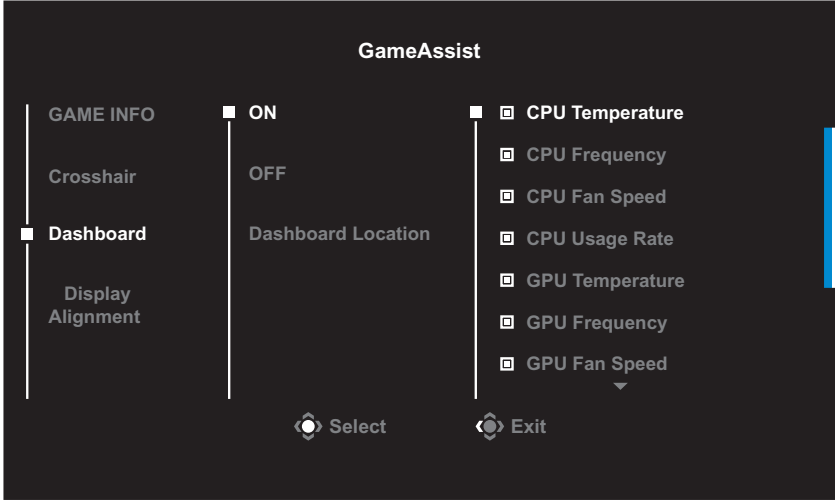 GameAssist
GAME INFO
Crosshair
Dashboard
Display
Alignment
ON
OFF
Dashboard Location
CPU Temperature
CPU Frequency
CPU Fan Speed
CPU Usage Rate
GPU Temperature
GPU Frequency
GPU Fan Speed
Select
Exit